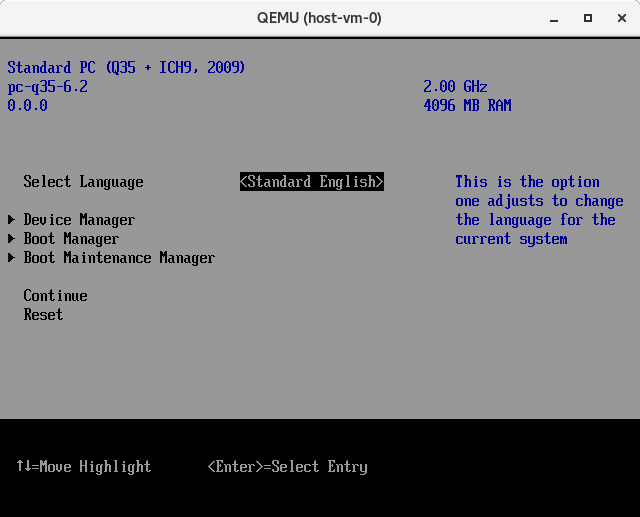 QEMU (host-vm-0)
Standard PC (Q35 + ICH9, 2009)
pc-q35-6.2 2.00 GHz
0.0.0 4096 MB RAM
Select Language <Standard English> This is the option
one adjusts to change
▶ Device Manager the language for the
▶ Boot Manager current system
▶ Boot Maintenance Manager
Continue
Reset
↑↓=Move Highlight <Enter>=Select Entry